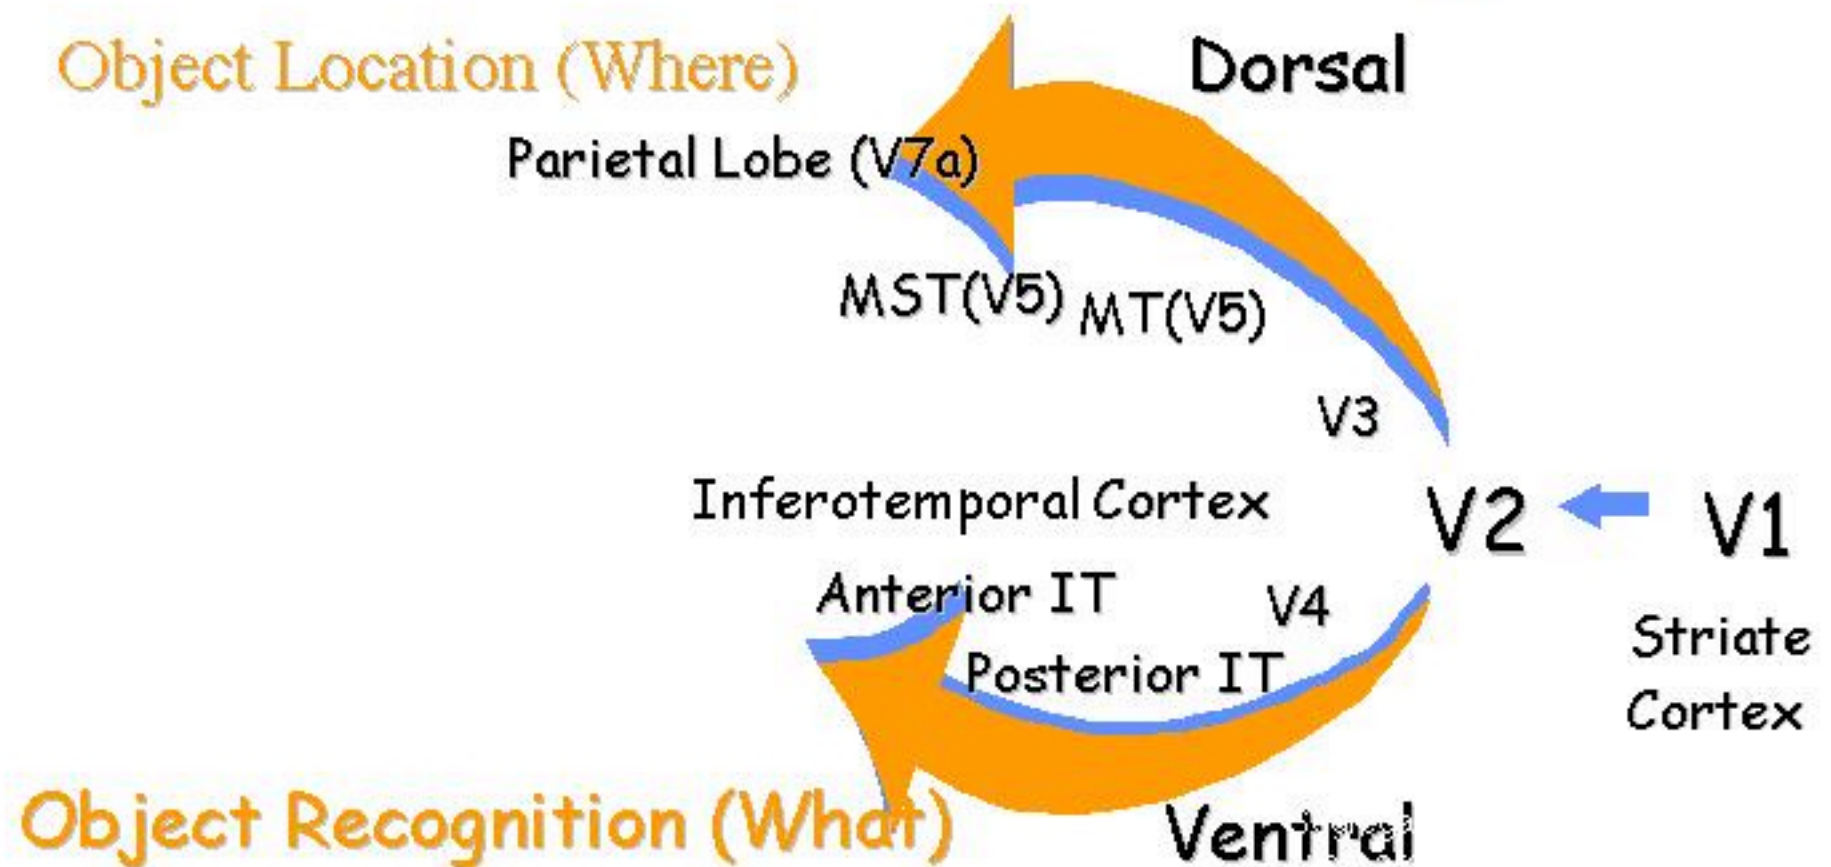 Object Location (Where)
Dorsal
Parietal Lobe (V7a)
MST(V5)
MT(V5)
V3
Inferotemporal Cortex
V2
V1
Anterior IT
V4
Striate
Cortex
Posterior IT
Object Recognition (What)
Ventral